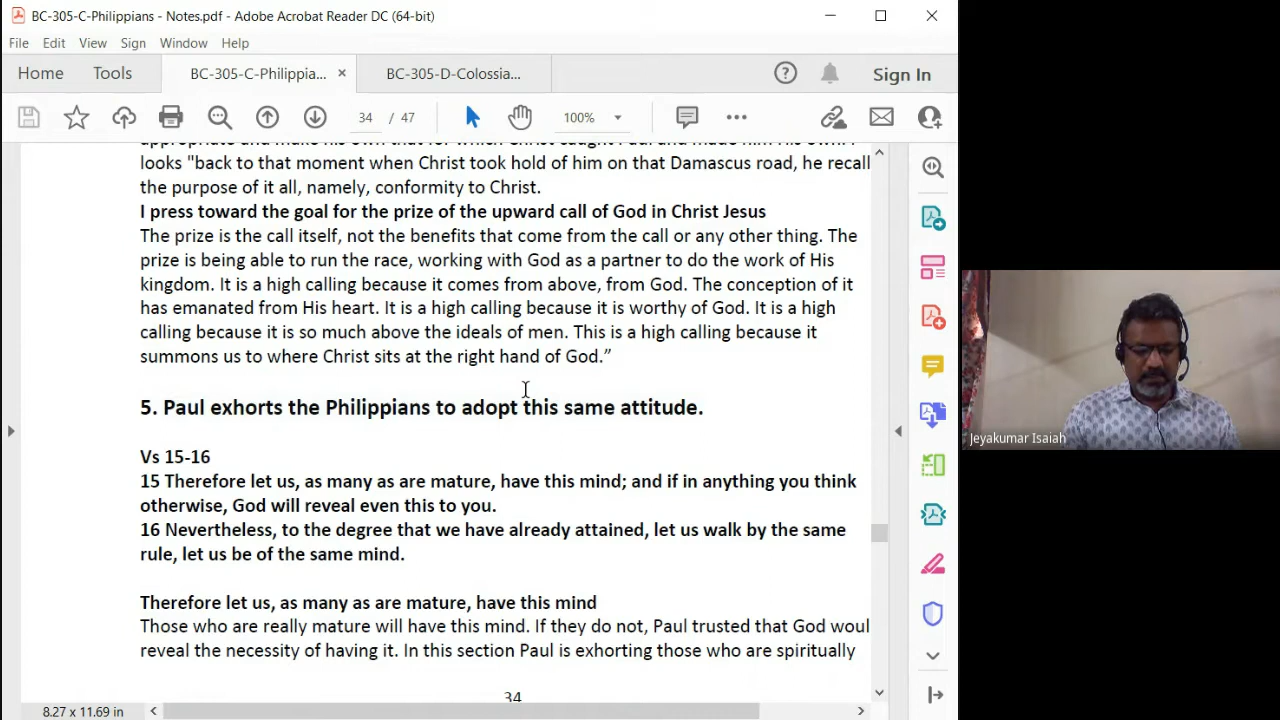 BC-305-C-Philippians - Notes.pdf - Adobe Acrobat Reader DC (64-bit)
File Edit View Sign Window Help
Home Tools BC-305-C-Philippia... × BC-305-D-Colossia... Sign In
34 / 47 100%
looks "back to that moment when Christ took hold of him on that Damascus road, he recall
the purpose of it all, namely, conformity to Christ.
I press toward the goal for the prize of the upward call of God in Christ Jesus
The prize is the call itself, not the benefits that come from the call or any other thing. The
prize is being able to run the race, working with God as a partner to do the work of His
kingdom. It is a high calling because it comes from above, from God. The conception of it
has emanated from His heart. It is a high calling because it is worthy of God. It is a high
calling because it is so much above the ideals of men. This is a high calling because it
summons us to where Christ sits at the right hand of God.”
5. Paul exhorts the Philippians to adopt this same attitude.
Vs 15-16
15 Therefore let us, as many as are mature, have this mind; and if in anything you think
otherwise, God will reveal even this to you.
16 Nevertheless, to the degree that we have already attained, let us walk by the same
rule, let us be of the same mind.
Therefore let us, as many as are mature, have this mind
Those who are really mature will have this mind. If they do not, Paul trusted that God woul
reveal the necessity of having it. In this section Paul is exhorting those who are spiritually
34
8.27 x 11.69 in
Jeyakumar Isaiah